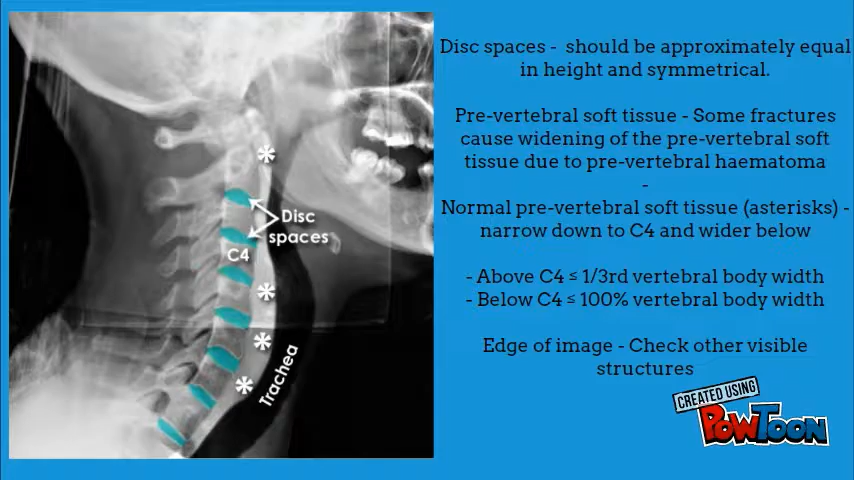 Disc spaces -  should be approximately equal
in height and symmetrical.
Pre-vertebral soft tissue - Some fractures
cause widening of the pre-vertebral soft
tissue due to pre-vertebral haematoma
-
Normal pre-vertebral soft tissue (asterisks) -
narrow down to C4 and wider below
- Above C4 ≤ 1/3rd vertebral body width
- Below C4 ≤ 100% vertebral body width
Edge of image - Check other visible
structures
*
Disc
spaces
C4
*
*
*
Trachea
CREATED USING
POWTOON